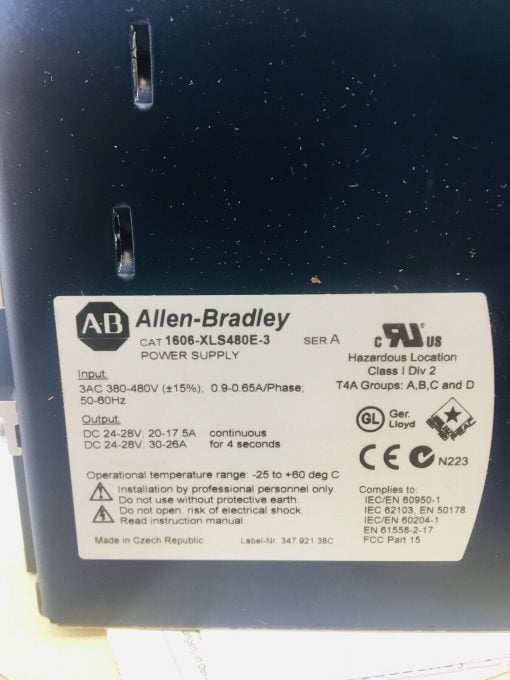 A-B Allen-Bradley
CAT 1606-XLS480E-3 SER A
POWER SUPPLY
Input:
3AC 380-480V (±15%); 0.9-0.65A/Phase;
50-60Hz
Output:
DC 24-28V; 20-17.5A continuous
DC 24-28V; 30-26A for 4 seconds
Operational temperature range: -25 to +60 deg C
Installation by professional personnel only.
Do not use without protective earth.
Do not open, risk of electrical shock.
Read instruction manual.
Made in Czech Republic Label-Nr. 347.921.38C
C UR US
Hazardous Location
Class I Div 2
T4A Groups: A,B,C and D
GL Ger.
Lloyd
CE N223
Complies to:
IEC/EN 60950-1
IEC 62103, EN 50178
IEC/EN 60204-1
EN 61558-2-17
FCC Part 15